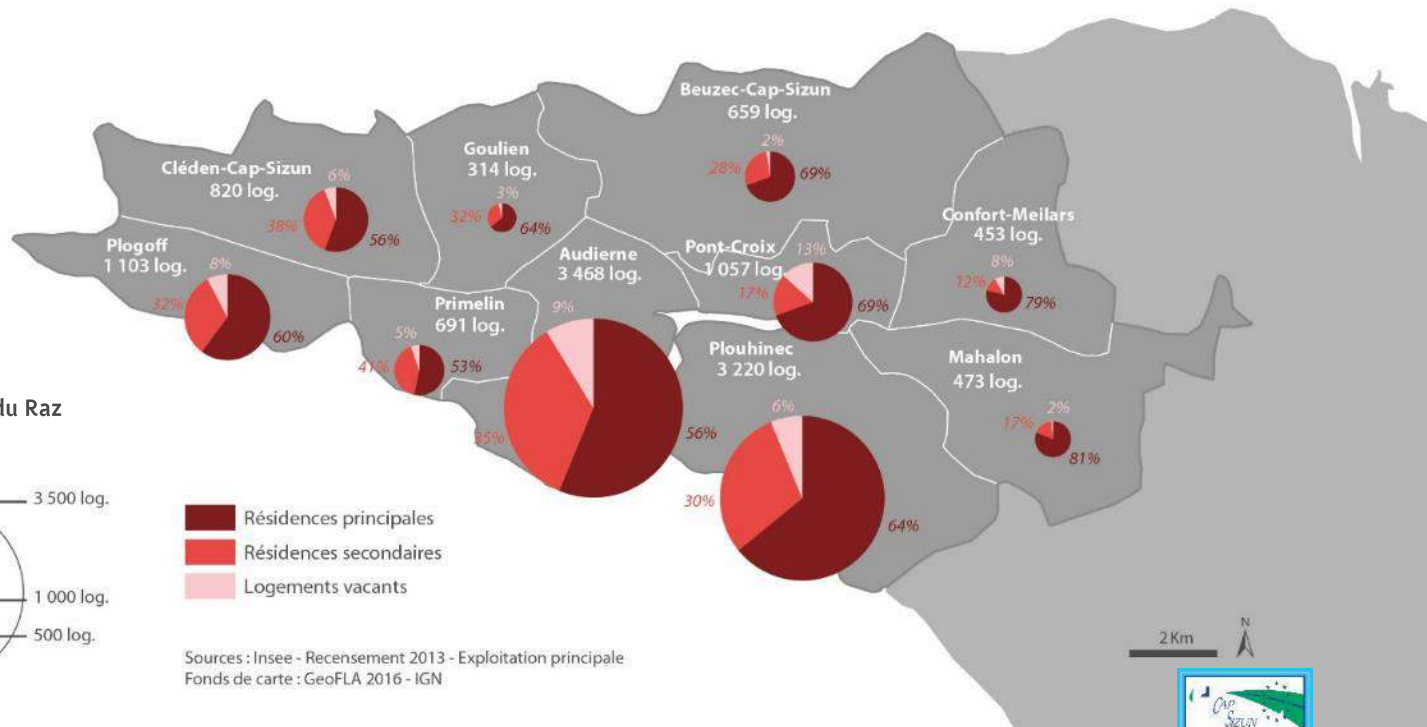 Beuzec-Cap-Sizun
659 log.
2%
28%
69%
Goulien
314 log.
3%
32%
64%
Cléden-Cap-Sizun
820 log.
6%
38%
56%
Confort-Meilars
453 log.
8%
12%
79%
Plogoff
1 103 log.
8%
32%
60%
Audierne
3 468 log.
9%
35%
56%
Pont-Croix
1 057 log.
13%
17%
69%
Primelin
691 log.
5%
41%
53%
Plouhinec
3 220 log.
6%
30%
64%
Mahalon
473 log.
2%
17%
81%
du Raz
3 500 log.
1 000 log.
500 log.
Résidences principales
Résidences secondaires
Logements vacants
Sources : Insee - Recensement 2013 - Exploitation principale
Fonds de carte : GeoFLA 2016 - IGN
2 Km
N
CAP
SIZUN